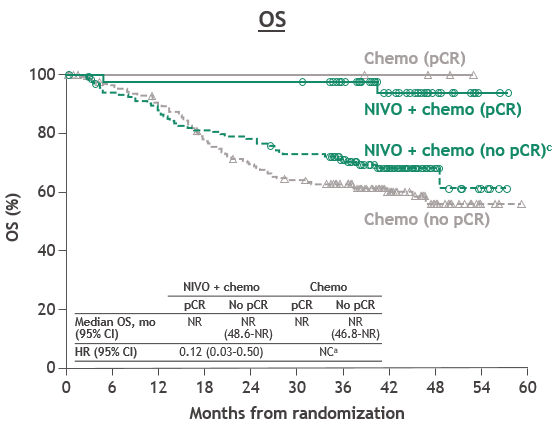 OS
Chemo (pCR)
NIVO + chemo (pCR)
NIVO + chemo (no pCR)ᶜ
Chemo (no pCR)
OS (%)
100
80
60
40
20
0
NIVO + chemo Chemo
pCR No pCR pCR No pCR
Median OS, mo NR NR NR NR
(95% CI) (48.6-NR) (46.8-NR)
HR (95% CI) 0.12 (0.03-0.50) NCᵃ
0 6 12 18 24 30 36 42 48 54 60
Months from randomization